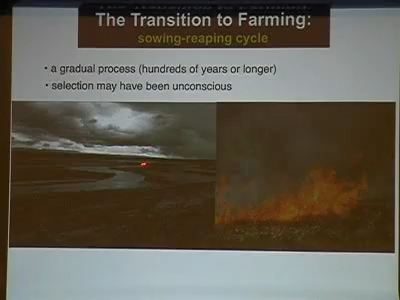 The Transition to Farming:
sowing-reaping cycle
• a gradual process (hundreds of years or longer)
• selection may have been unconscious